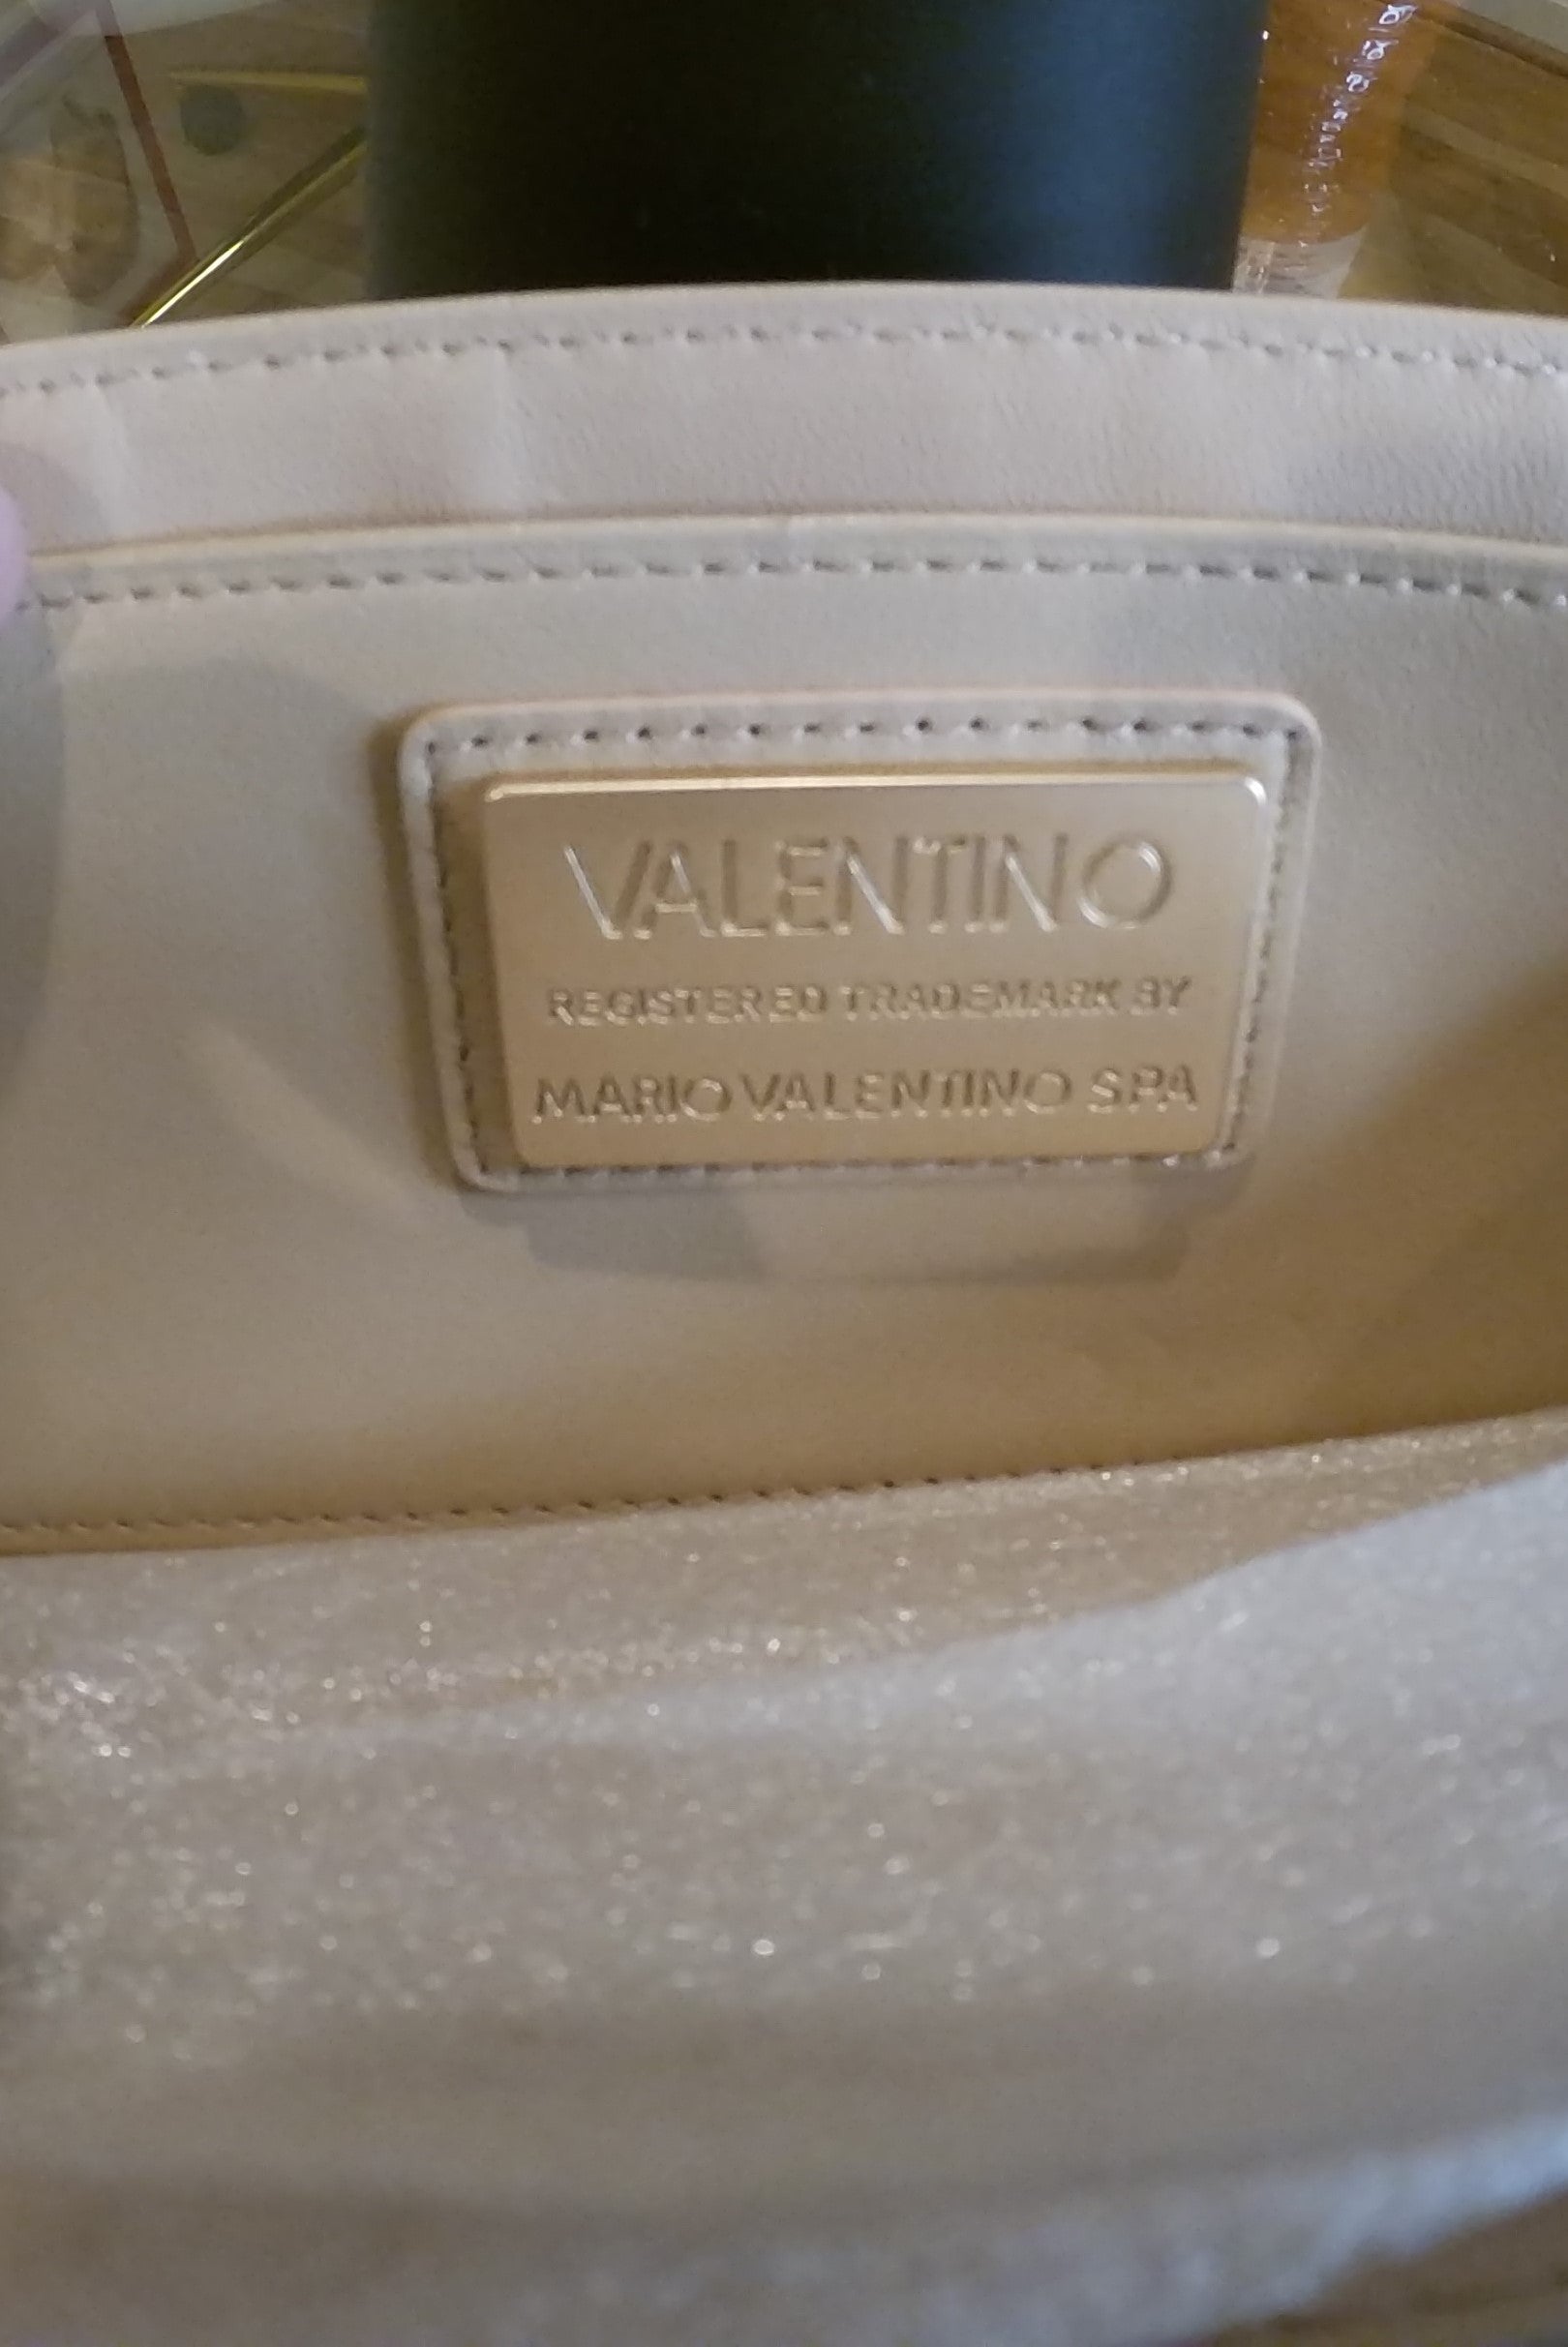 VALENTINO
REGISTERED TRADEMARK BY
MARIO VALENTINO SPA